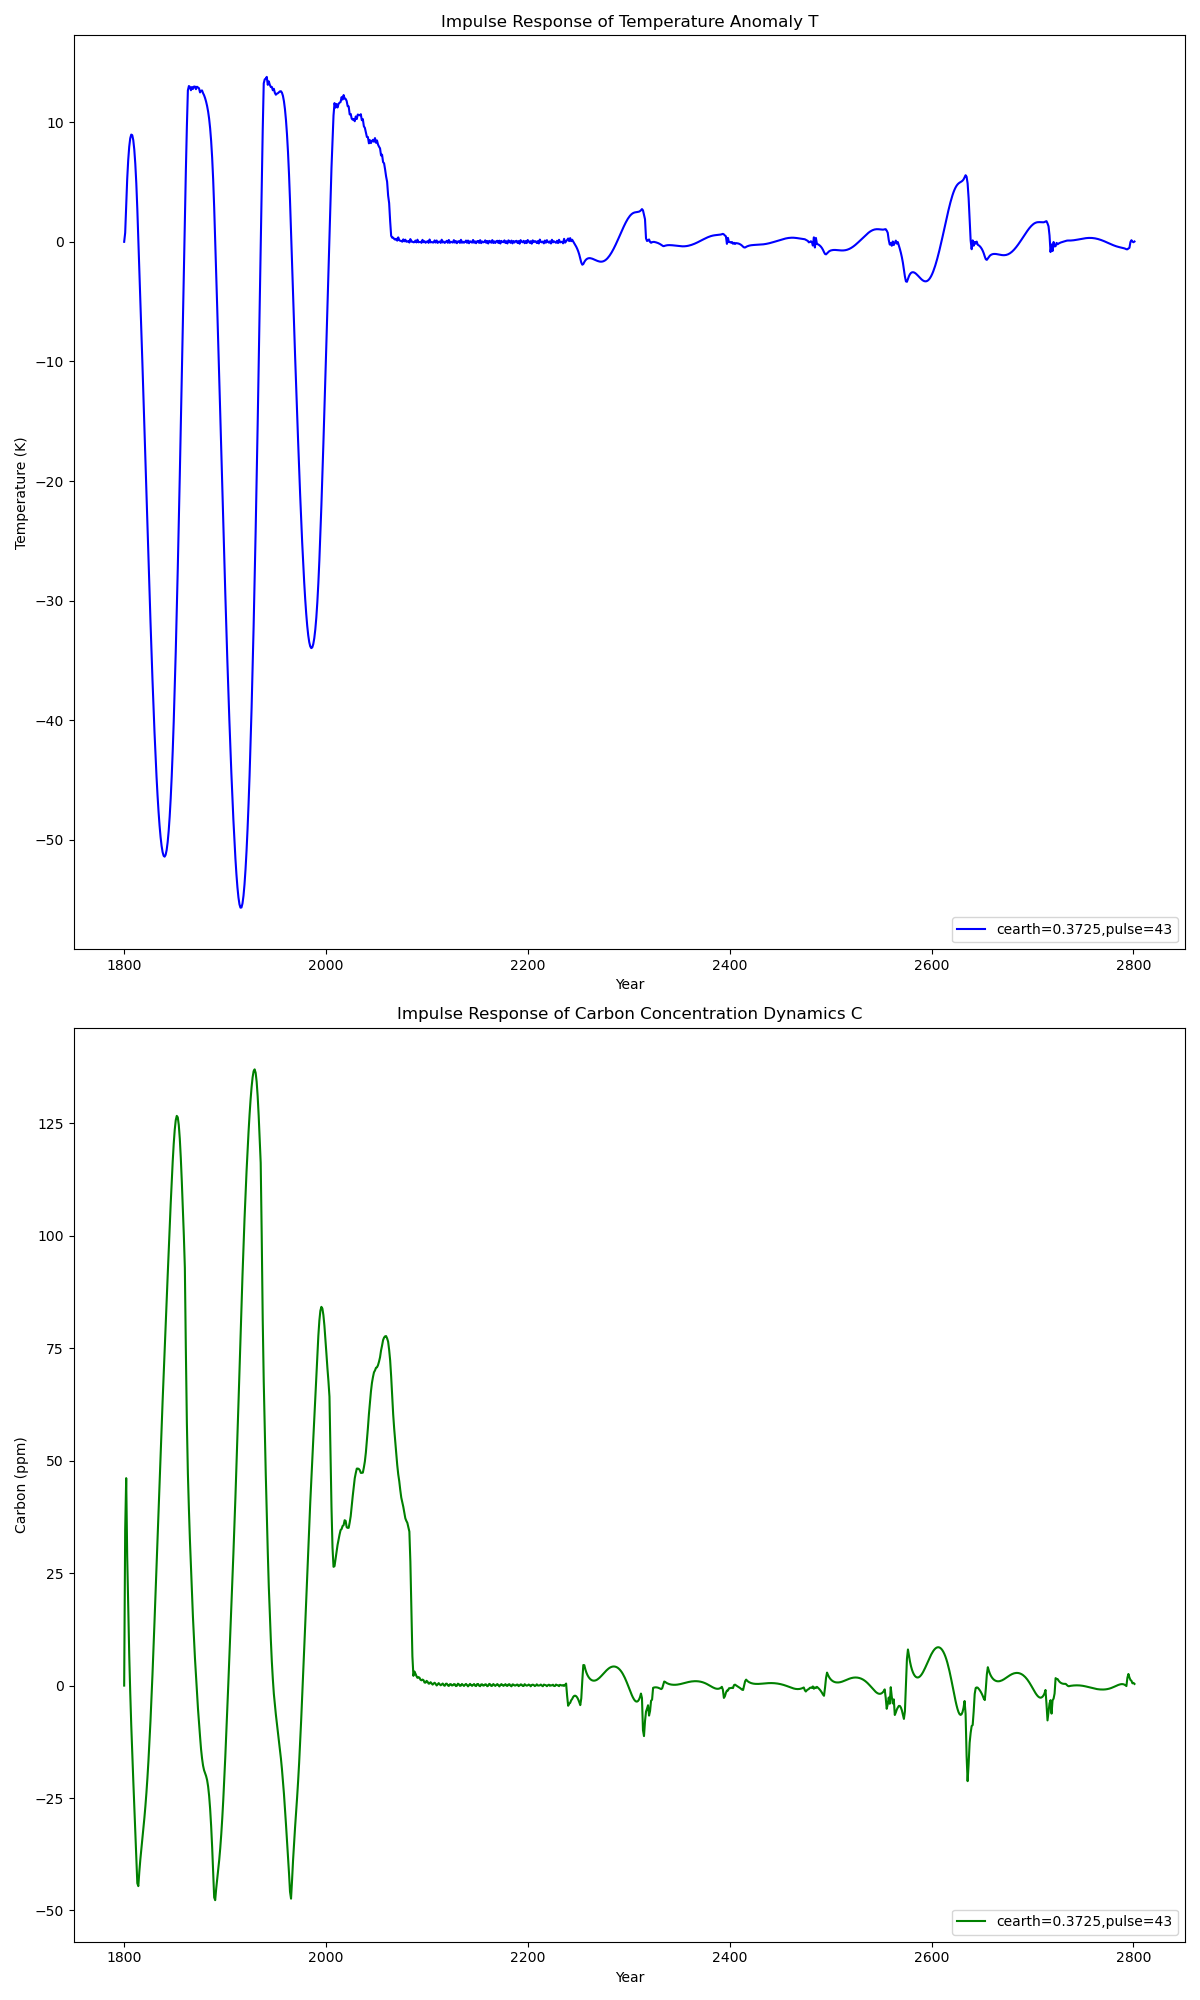 Impulse Response of Temperature Anomaly T
10
0
−10
−20
−30
−40
−50
Temperature (K)
cearth=0.3725,pulse=43
1800 2000 2200 2400 2600 2800
Year
Impulse Response of Carbon Concentration Dynamics C
125
100
75
50
25
0
−25
−50
Carbon (ppm)
cearth=0.3725,pulse=43
1800 2000 2200 2400 2600 2800
Year